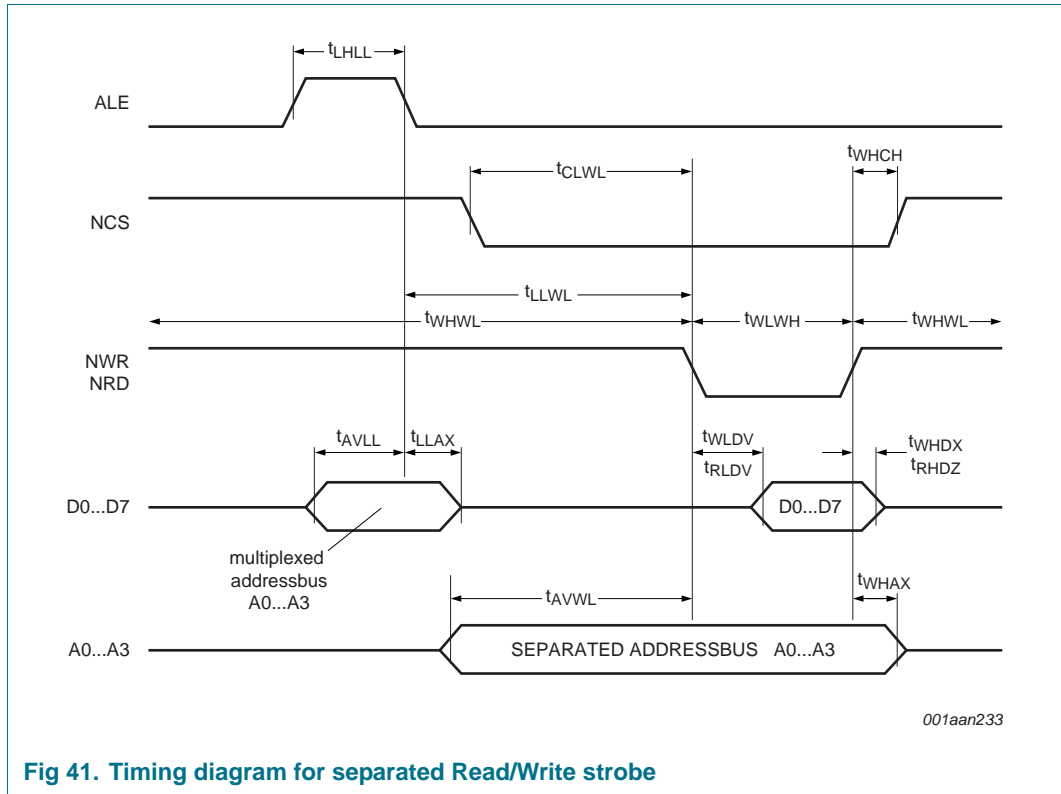 tLHLL
ALE
tCLWL
tWHCH
NCS
tLLWL
tWHWL
tWLWH
tWHWL
NWR
NRD
tAVLL
tLLAX
tWLDV
tRLDV
tWHDX
tRHDZ
D0...D7
D0...D7
multiplexed
addressbus
A0...A3
tAVWL
tWHAX
A0...A3
SEPARATED ADDRESSBUS A0...A3
001aan233
Fig 41. Timing diagram for separated Read/Write strobe